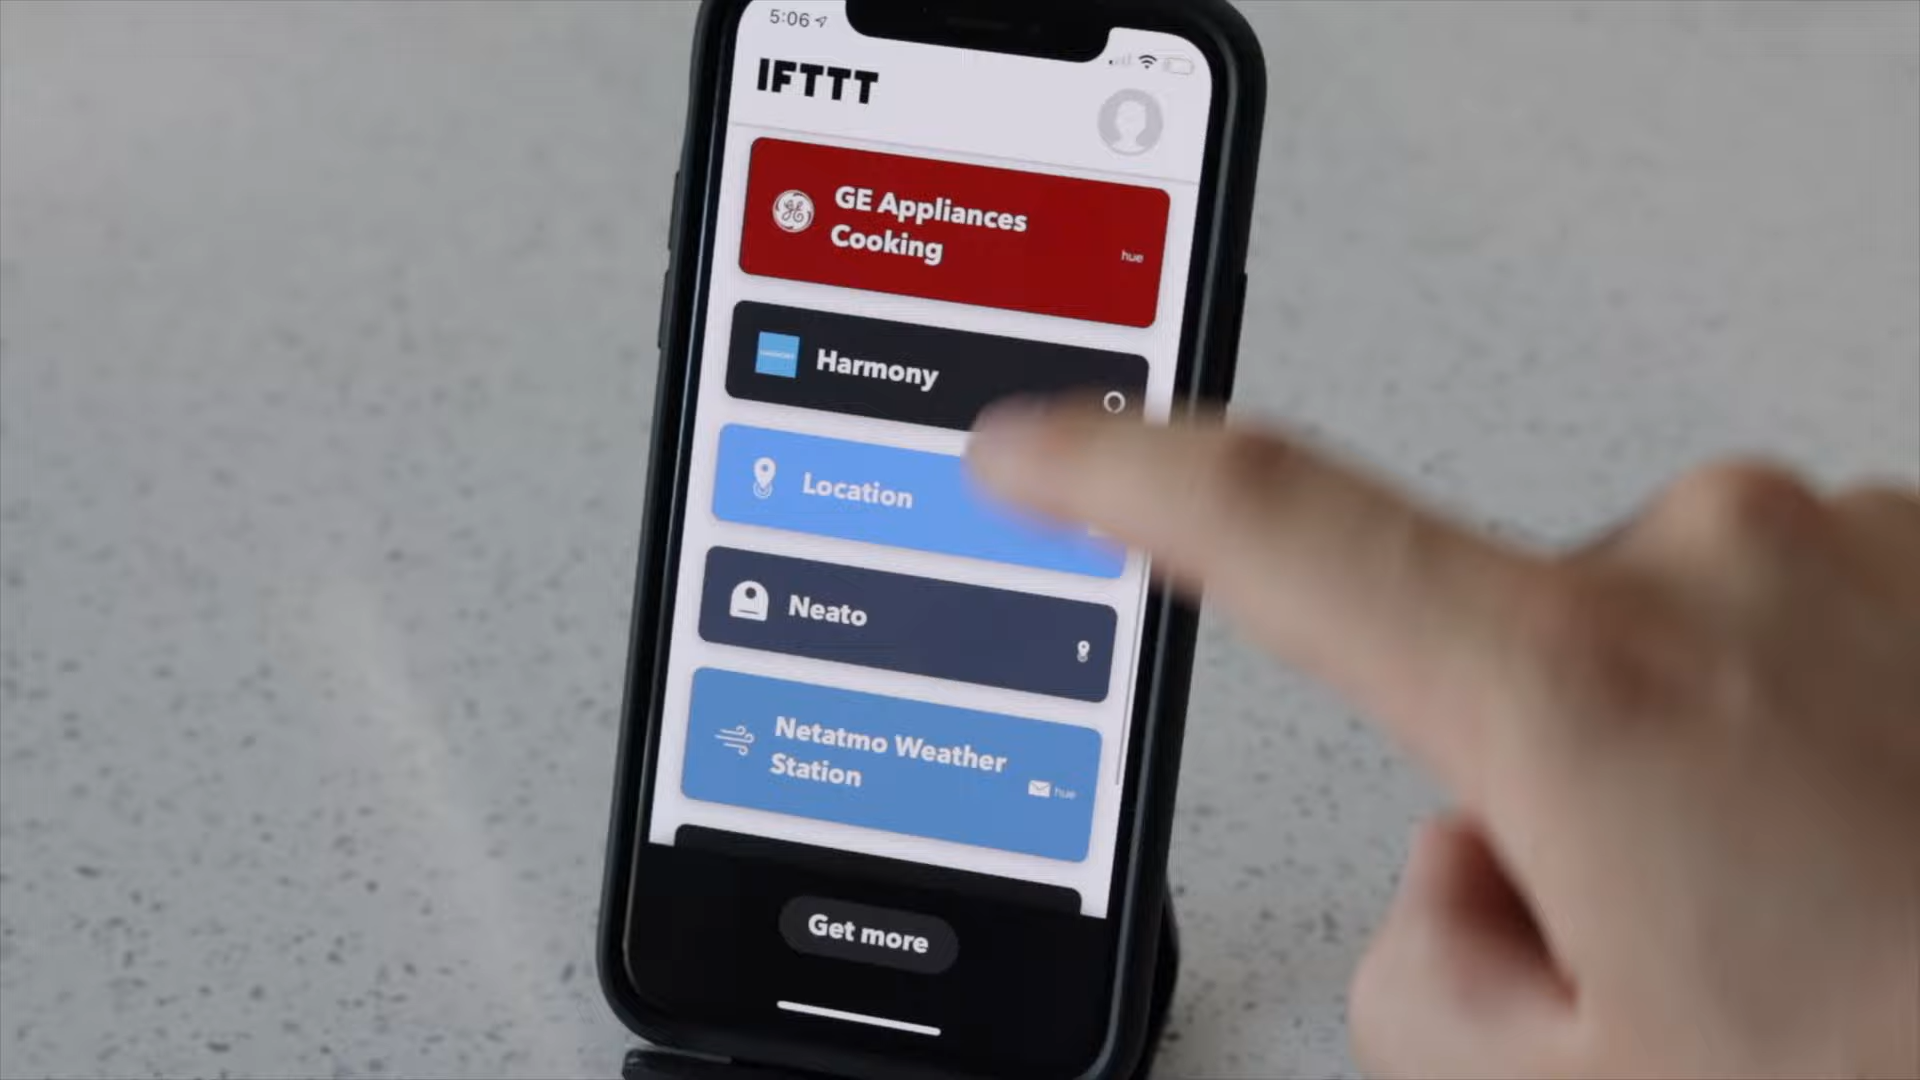 5:06
IFTTT
GE Appliances
Cooking
hue
Harmony
Location
Neato
Netatmo Weather
Station
hue
Get more